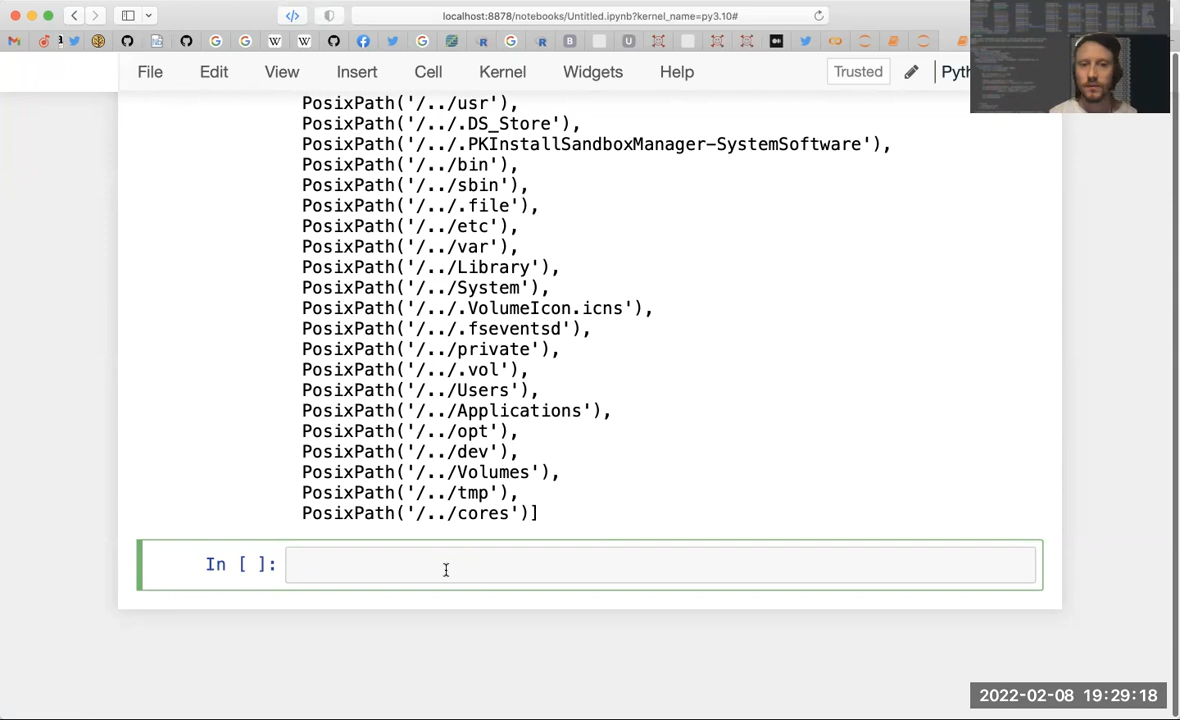 localhost:8878/notebooks/Untitled.ipynb?kernel_name=py3.10#
File Edit View Insert Cell Kernel Widgets Help Trusted Pyth
PosixPath('/../usr'),
PosixPath('/../.DS_Store'),
PosixPath('/../.PKInstallSandboxManager-SystemSoftware'),
PosixPath('/../bin'),
PosixPath('/../sbin'),
PosixPath('/../.file'),
PosixPath('/../etc'),
PosixPath('/../var'),
PosixPath('/../Library'),
PosixPath('/../System'),
PosixPath('/../.VolumeIcon.icns'),
PosixPath('/../.fseventsd'),
PosixPath('/../private'),
PosixPath('/../.vol'),
PosixPath('/../Users'),
PosixPath('/../Applications'),
PosixPath('/../opt'),
PosixPath('/../dev'),
PosixPath('/../Volumes'),
PosixPath('/../tmp'),
PosixPath('/../cores')]
In [ ]:
2022-02-08 19:29:18